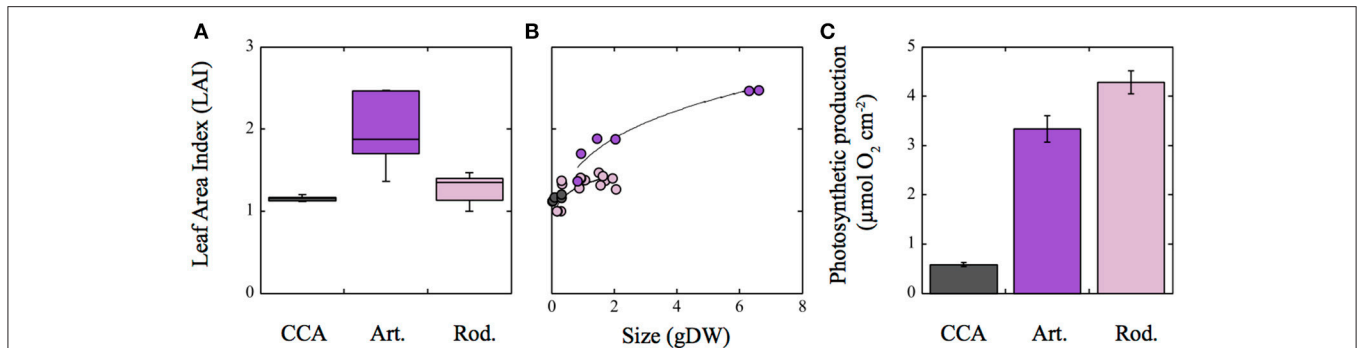 A
B
C
Leaf Area Index (LAI)
3
2
1
0
CCA
Art.
Rod.
0
2
4
6
8
Size (gDW)
Photosynthetic production
(μmol O2 cm-2)
5
4
3
2
1
0
CCA
Art.
Rod.